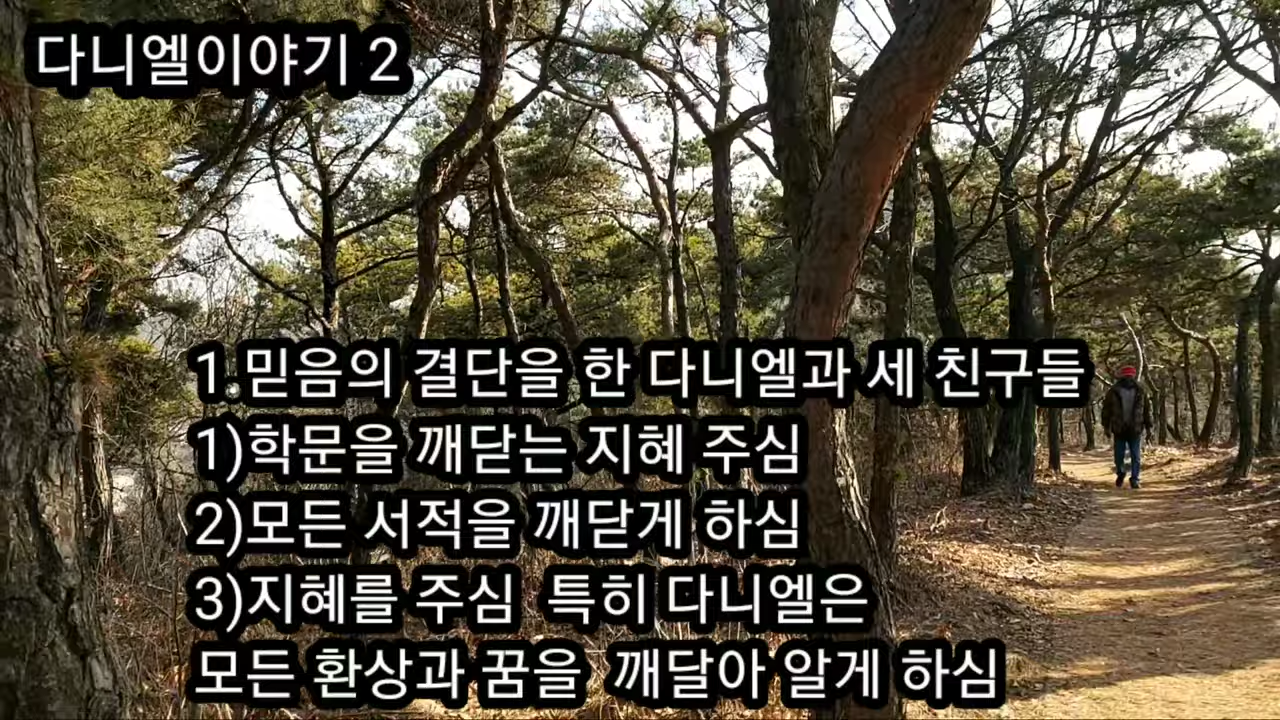 다니엘이야기 2
1.믿음의 결단을 한 다니엘과 세 친구들
1)학문을 깨닫는 지혜 주심
2)모든 서적을 깨닫게 하심
3)지혜를 주심 특히 다니엘은
모든 환상과 꿈을 깨달아 알게 하심